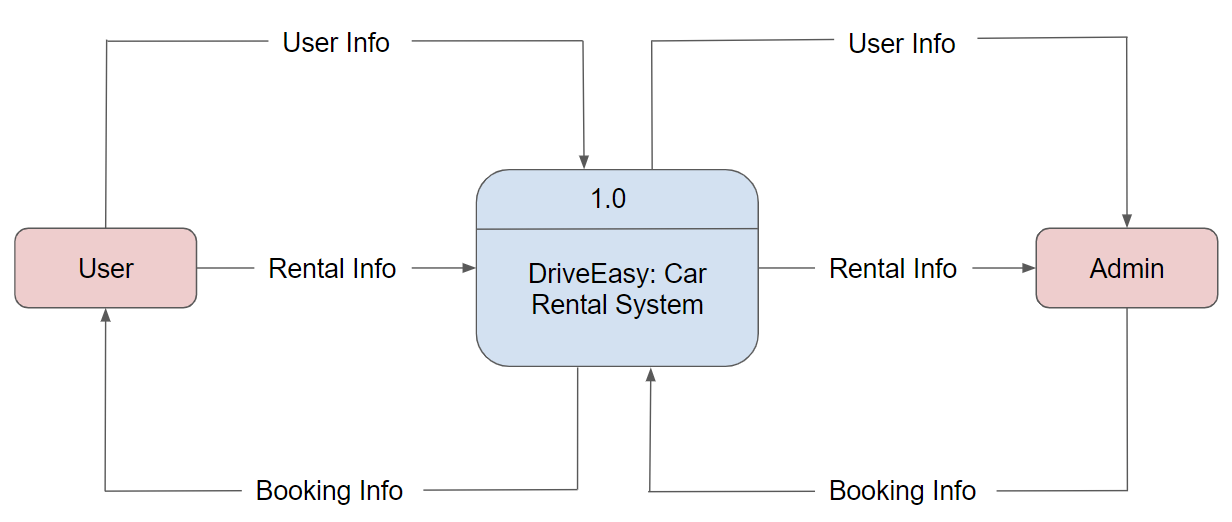 User Info
User Info
1.0
User
Rental Info
DriveEasy: Car
Rental System
Rental Info
Admin
Booking Info
Booking Info